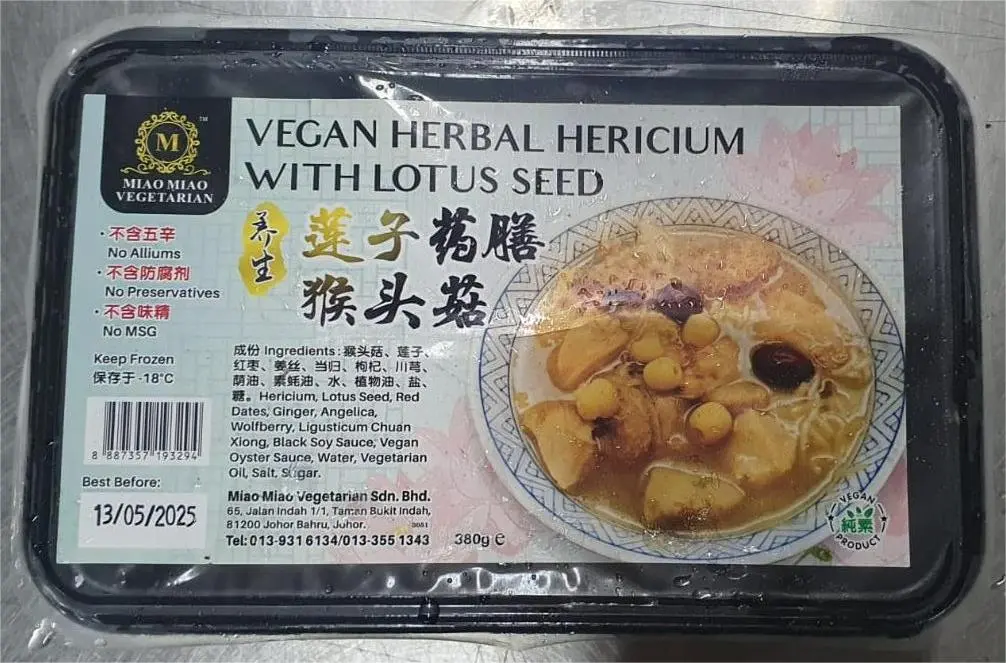 M
TM
MIAO MIAO
VEGETARIAN
VEGAN HERBAL HERICIUM
WITH LOTUS SEED
养生
莲子药膳
猴头菇
·不含五辛
No Alliums
·不含防腐剂
No Preservatives
·不含味精
No MSG
Keep Frozen
保存于 -18°C
8 887357 193294
Best Before:
13/05/2025
成份 Ingredients: 猴头菇、莲子、
红枣、姜丝、当归、枸杞、川芎、
荫油、素蚝油、水、植物油、盐、
糖。Hericium, Lotus Seed, Red
Dates, Ginger, Angelica,
Wolfberry, Ligusticum Chuan
Xiong, Black Soy Sauce, Vegan
Oyster Sauce, Water, Vegetarian
Oil, Salt, Sugar.
Miao Miao Vegetarian Sdn. Bhd.
65, Jalan Indah 1/1, Taman Bukit Indah,
81200 Johor Bahru, Johor.
3051
Tel: 013-931 6134/013-355 1343
380g e
VEGAN
純素
PRODUCT